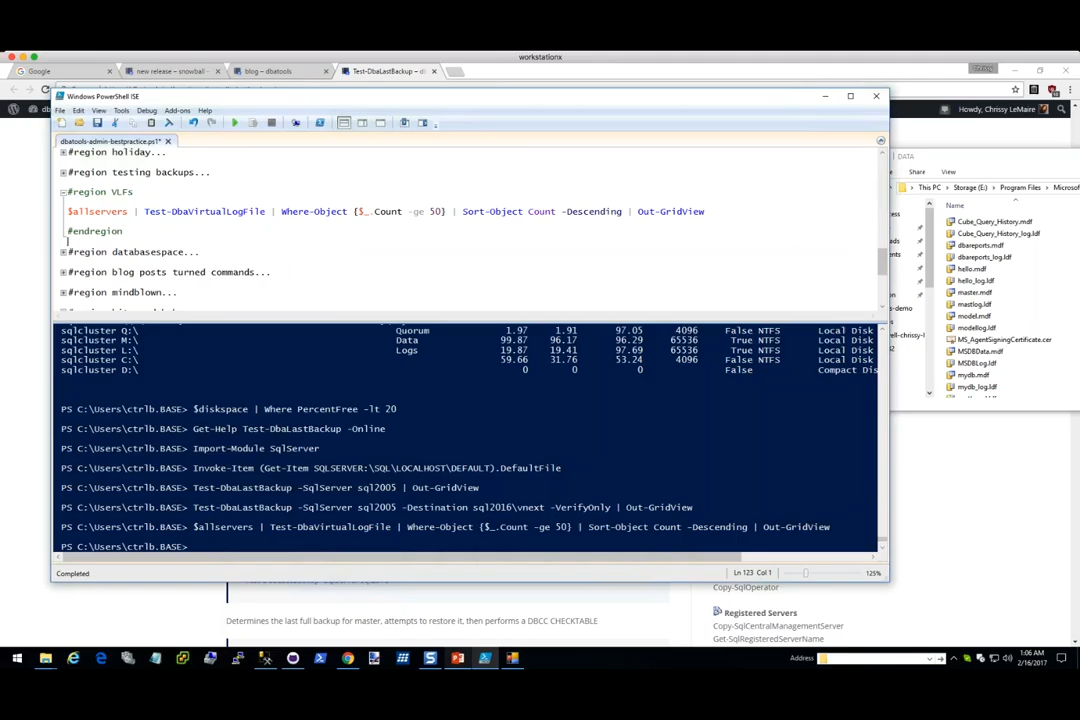 workstationx
Google
new release – snowball -
blog – dbatools
Test-DbaLastBackup – d
Howdy, Chrissy LeMaire
Windows PowerShell ISE
File Edit View Tools Debug Add-ons Help
dbatools-admin-bestpractice.ps1*
#region holiday...
#region testing backups...
#region VLFs
$allservers | Test-DbaVirtualLogFile | Where-Object {$_.Count -ge 50} | Sort-Object Count -Descending | Out-GridView
#endregion
#region databasespace...
#region blog posts turned commands...
#region mindblown...
sqlcluster Q:\ Quorum 1.97 1.91 97.05 4096 False NTFS Local Disk
sqlcluster M:\ Data 99.87 96.17 96.29 65536 True NTFS Local Disk
sqlcluster L:\ Logs 19.87 19.41 97.69 65536 False NTFS Local Disk
sqlcluster C:\ 59.66 31.76 53.24 4096 False NTFS Local Disk
sqlcluster D:\ 0 0 0 False Compact Dis
PS C:\Users\ctrlb.BASE> $diskspace | Where PercentFree -lt 20
PS C:\Users\ctrlb.BASE> Get-Help Test-DbaLastBackup -Online
PS C:\Users\ctrlb.BASE> Import-Module SqlServer
PS C:\Users\ctrlb.BASE> Invoke-Item (Get-Item SQLSERVER:\SQL\LOCALHOST\DEFAULT).DefaultFile
PS C:\Users\ctrlb.BASE> Test-DbaLastBackup -SqlServer sql2005 | Out-GridView
PS C:\Users\ctrlb.BASE> Test-DbaLastBackup -SqlServer sql2005 -Destination sql2016\vnext -VerifyOnly | Out-GridView
PS C:\Users\ctrlb.BASE> $allservers | Test-DbaVirtualLogFile | Where-Object {$_.Count -ge 50} | Sort-Object Count -Descending | Out-GridView
PS C:\Users\ctrlb.BASE>
Completed
Ln 123 Col 1
125%
DATA
Share View
This PC Storage (E:) Program Files Microsof
Name
Cube_Query_History.mdf
Cube_Query_History_log.ldf
dbareports.mdf
dbareports_log.ldf
hello.mdf
hello_log.ldf
master.mdf
mastlog.ldf
model.mdf
modellog.ldf
MS_AgentSigningCertificate.cer
MSDBData.mdf
MSDBLog.ldf
mydb.mdf
mydb_log.ldf
Copy-SqlOperator
Registered Servers
Copy-SqlCentralManagementServer
Get-SqlRegisteredServerName
Determines the last full backup for master, attempts to restore it, then performs a DBCC CHECKTABLE
Address
1:06 AM
2/16/2017